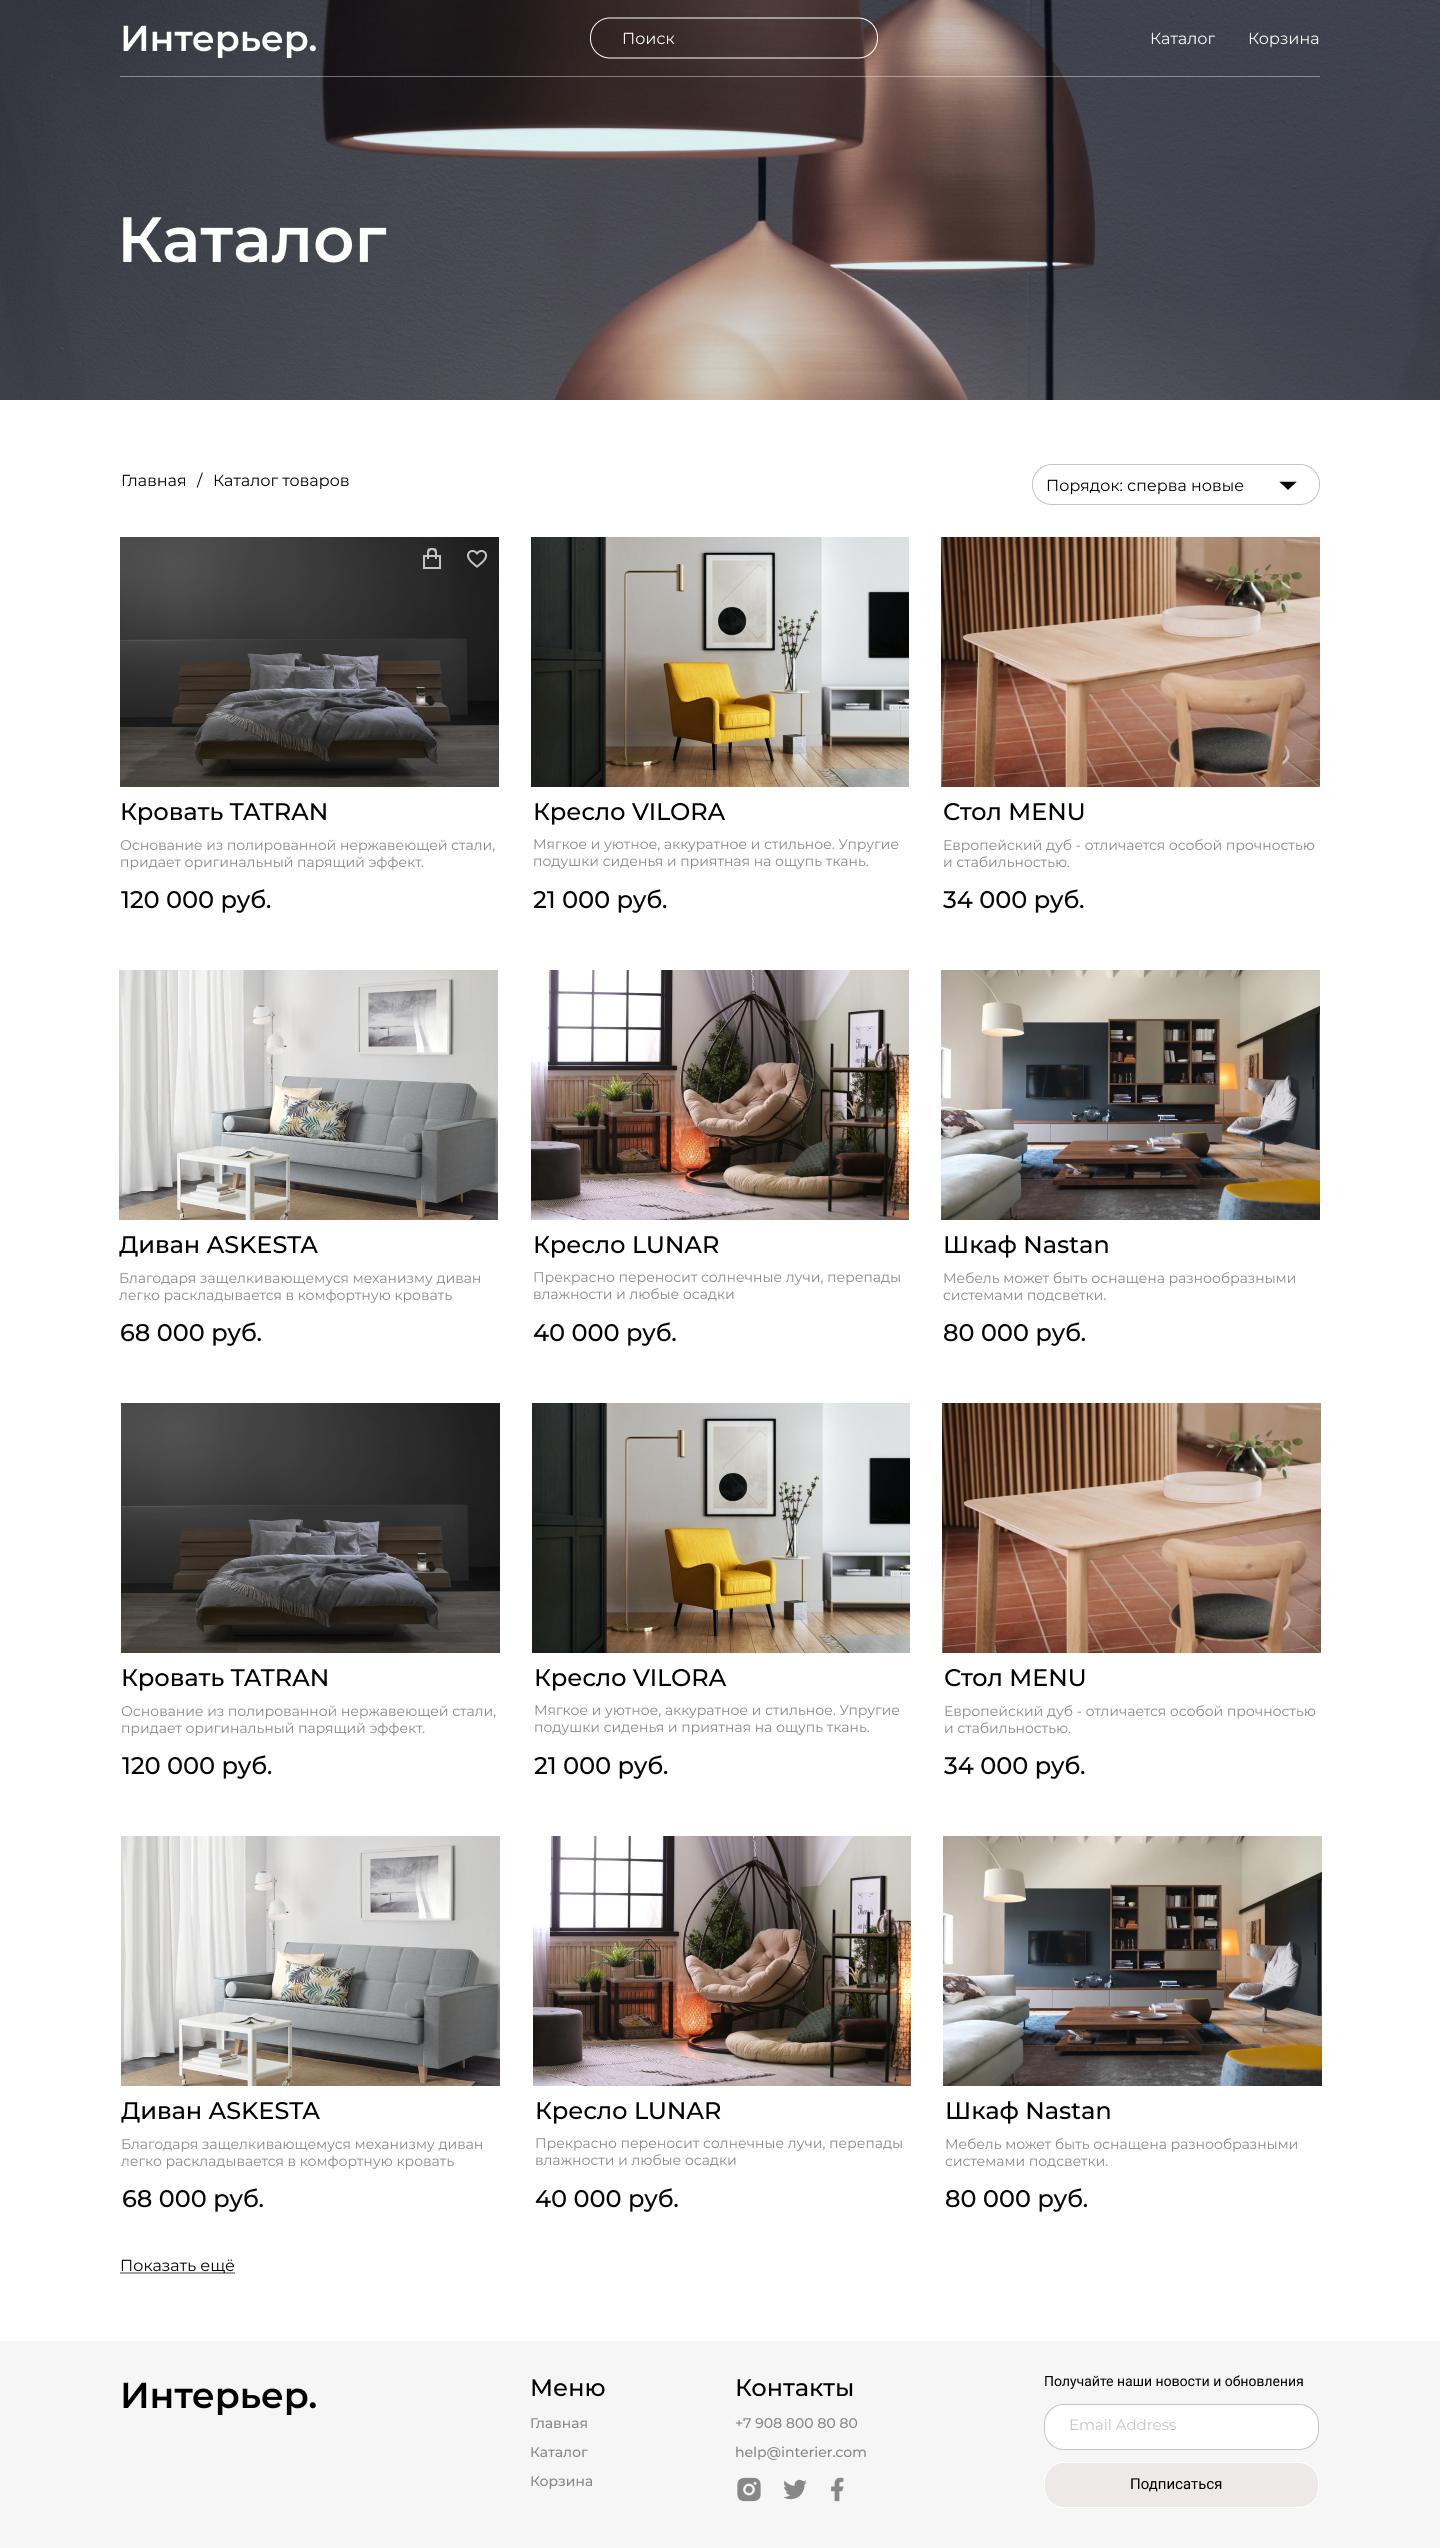 Интерьер.
Поиск
Каталог
Корзина
Каталог
Главная / Каталог товаров
Порядок: сперва новые
Кровать TATRAN
Основание из полированной нержавеющей стали,
придает оригинальный парящий эффект.
120 000 руб.
Кресло VILORA
Мягкое и уютное, аккуратное и стильное. Упругие
подушки сиденья и приятная на ощупь ткань.
21 000 руб.
Стол MENU
Европейский дуб - отличается особой прочностью
и стабильностью.
34 000 руб.
Диван ASKESTA
Благодаря защелкивающемуся механизму диван
легко раскладывается в комфортную кровать
68 000 руб.
Кресло LUNAR
Прекрасно переносит солнечные лучи, перепады
влажности и любые осадки
40 000 руб.
Шкаф Nastan
Мебель может быть оснащена разнообразными
системами подсветки.
80 000 руб.
Кровать TATRAN
Основание из полированной нержавеющей стали,
придает оригинальный парящий эффект.
120 000 руб.
Кресло VILORA
Мягкое и уютное, аккуратное и стильное. Упругие
подушки сиденья и приятная на ощупь ткань.
21 000 руб.
Стол MENU
Европейский дуб - отличается особой прочностью
и стабильностью.
34 000 руб.
Диван ASKESTA
Благодаря защелкивающемуся механизму диван
легко раскладывается в комфортную кровать
68 000 руб.
Кресло LUNAR
Прекрасно переносит солнечные лучи, перепады
влажности и любые осадки
40 000 руб.
Шкаф Nastan
Мебель может быть оснащена разнообразными
системами подсветки.
80 000 руб.
Показать ещё
Интерьер.
Меню
Главная
Каталог
Корзина
Контакты
+7 908 800 80 80
help@interier.com
Получайте наши новости и обновления
Email Address
Подписаться